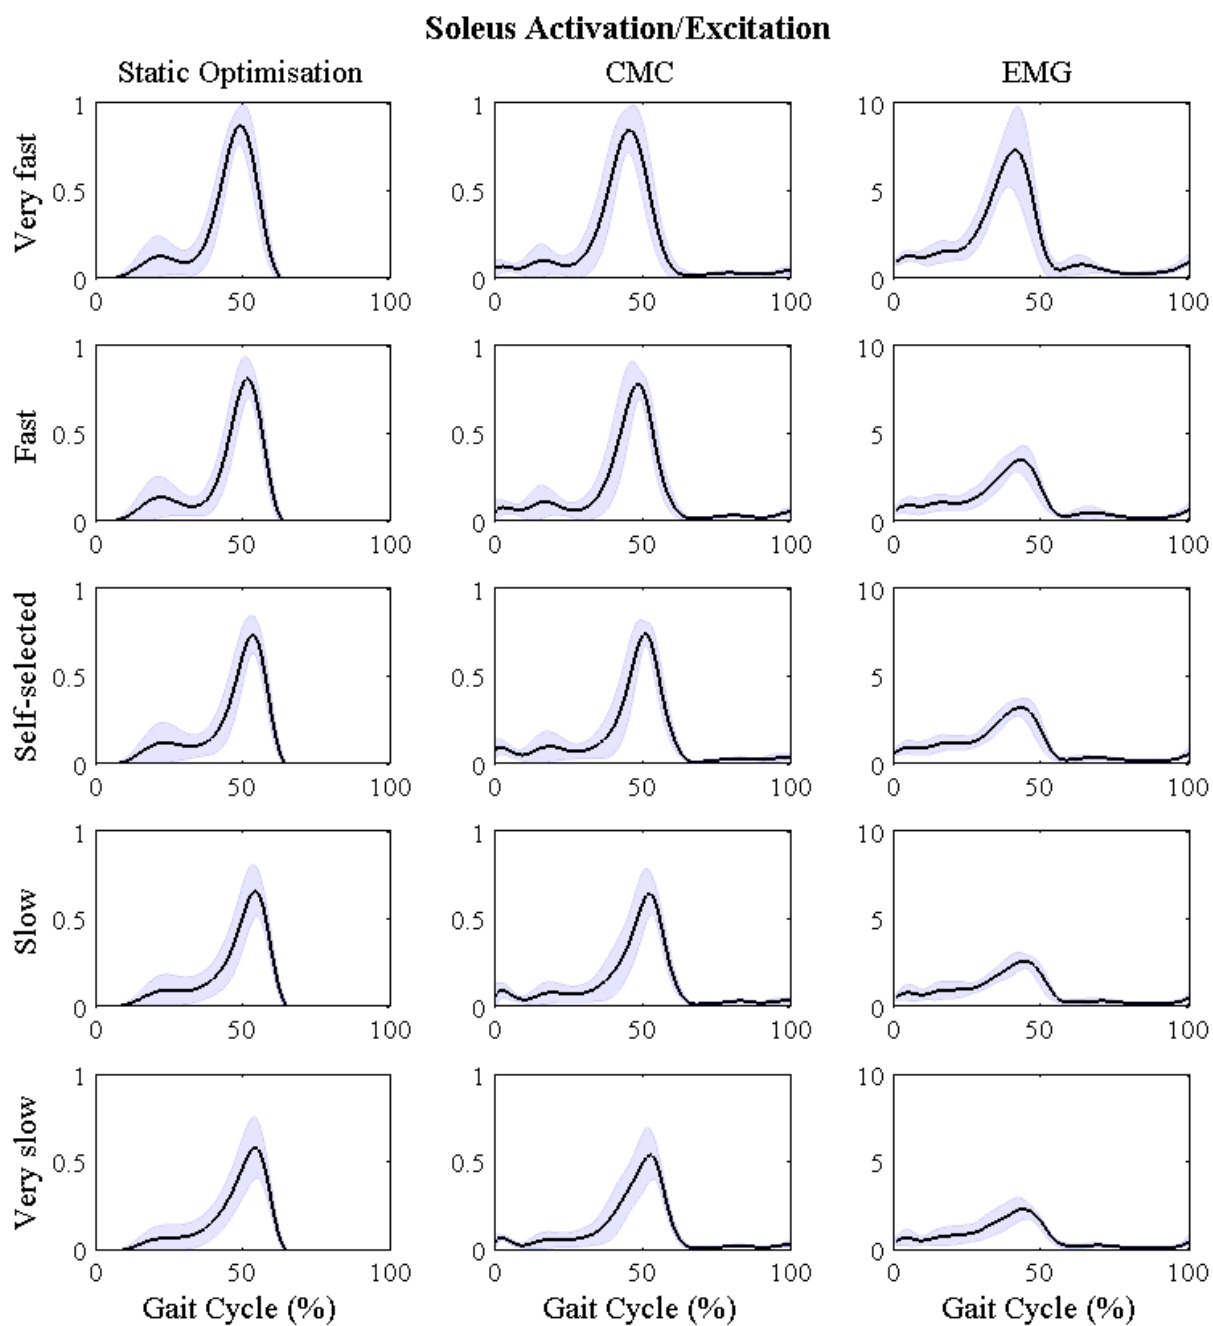 Soleus Activation/Excitation
Static Optimisation CMC EMG
Very fast
1 1 10
0.5 0.5 5
0 0 0
0 50 100 0 50 100 0 50 100
Fast
1 1 10
0.5 0.5 5
0 0 0
0 50 100 0 50 100 0 50 100
Self-selected
1 1 10
0.5 0.5 5
0 0 0
0 50 100 0 50 100 0 50 100
Slow
1 1 10
0.5 0.5 5
0 0 0
0 50 100 0 50 100 0 50 100
Very slow
1 1 10
0.5 0.5 5
0 0 0
0 50 100 0 50 100 0 50 100
Gait Cycle (%) Gait Cycle (%) Gait Cycle (%)